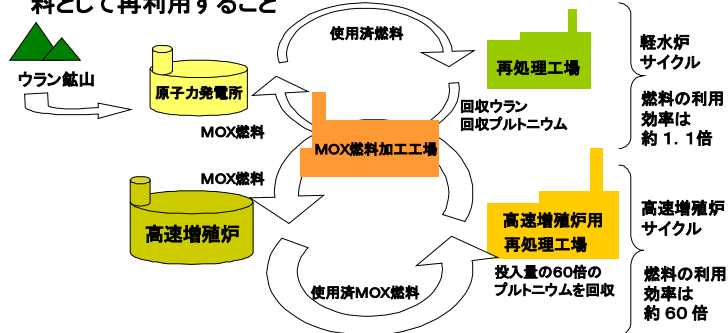 料として再利用すること
使用済燃料
ウラン鉱山
原子力発電所
再処理工場
軽水炉
サイクル
回収ウラン
回収プルトニウム
燃料の利用
効率は
約１．１倍
MOX燃料
MOX燃料加工工場
MOX燃料
高速増殖炉
高速増殖炉用
再処理工場
高速増殖炉
サイクル
投入量の60倍の
プルトニウムを回収
使用済MOX燃料
燃料の利用
効率は
約60倍